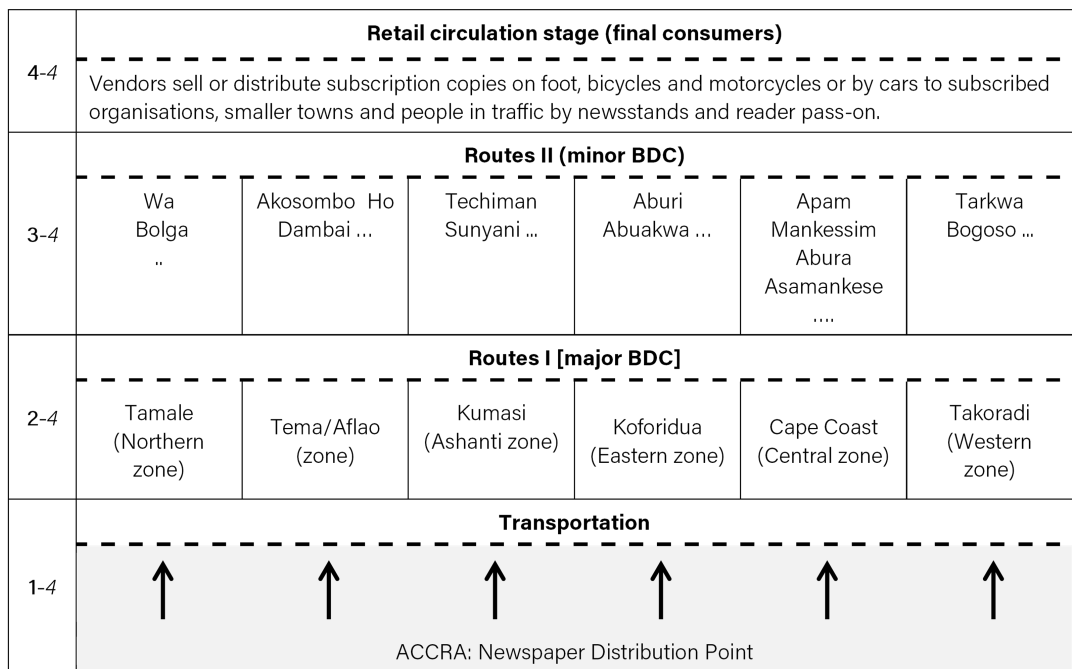 4-4
Retail circulation stage (final consumers)
Vendors sell or distribute subscription copies on foot, bicycles and motorcycles or by cars to subscribed
organisations, smaller towns and people in traffic by newsstands and reader pass-on.
3-4
Routes II (minor BDC)
Wa
Bolga
..
Akosombo Ho
Dambai ...
Techiman
Sunyani ...
Aburi
Abuakwa ...
Apam
Mankessim
Abura
Asamankese
....
Tarkwa
Bogoso ...
2-4
Routes I [major BDC]
Tamale
(Northern
zone)
Tema/Aflao
(zone)
Kumasi
(Ashanti zone)
Koforidua
(Eastern zone)
Cape Coast
(Central zone)
Takoradi
(Western
zone)
1-4
Transportation
ACCRA: Newspaper Distribution Point